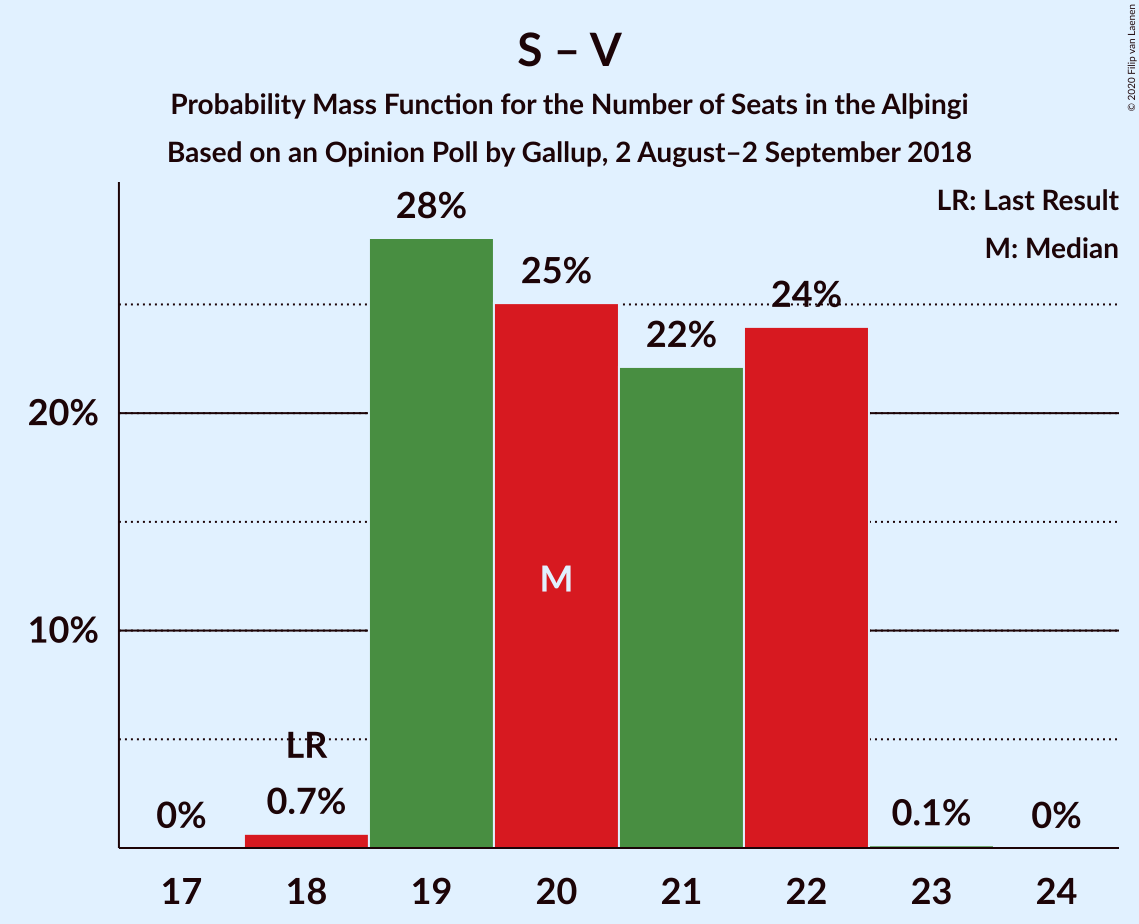 S – V
Probability Mass Function for the Number of Seats in the Alþingi
Based on an Opinion Poll by Gallup, 2 August–2 September 2018
© 2020 Filip van Laenen
LR: Last Result
M: Median
28%
25%
24%
22%
20%
M
10%
LR
0%
0.7%
0.1%
0%
17 18 19 20 21 22 23 24